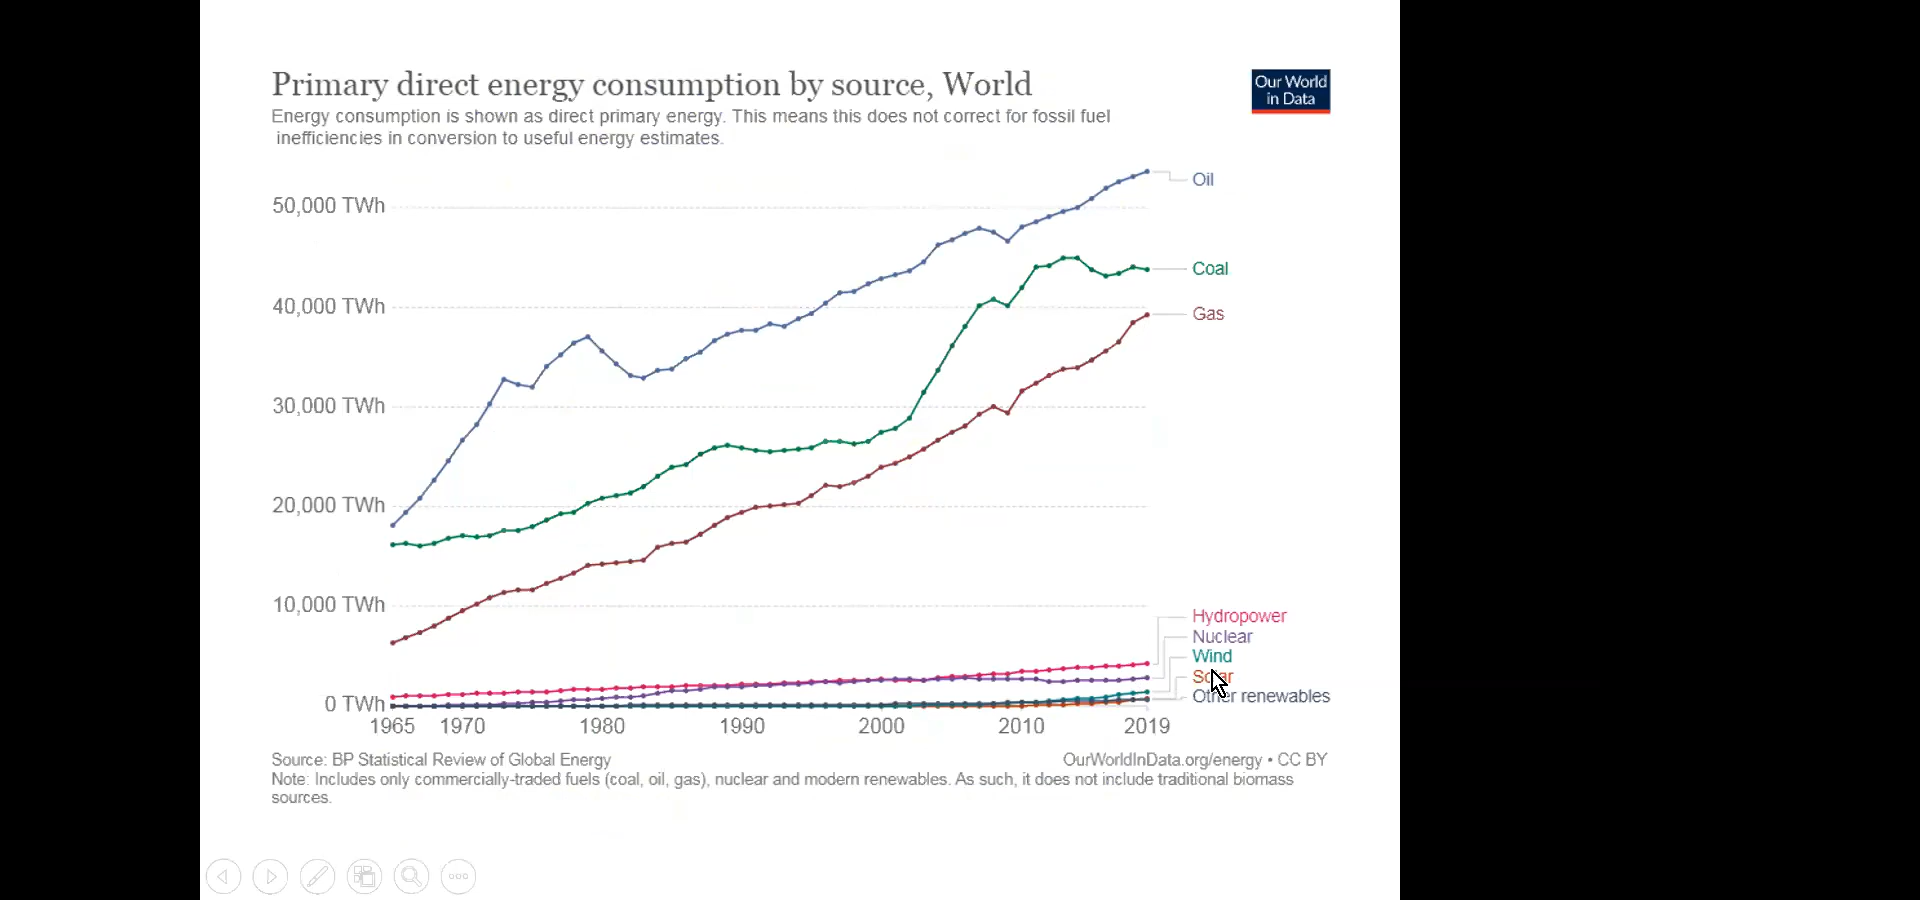 Primary direct energy consumption by source, World
Our World
in Data
Energy consumption is shown as direct primary energy. This means this does not correct for fossil fuel
inefficiencies in conversion to useful energy estimates.
Oil
50,000 TWh
Coal
40,000 TWh
Gas
30,000 TWh
20,000 TWh
10,000 TWh
Hydropower
Nuclear
Wind
Solar
Other renewables
0 TWh
1965 1970 1980 1990 2000 2010 2019
Source: BP Statistical Review of Global Energy
OurWorldInData.org/energy • CC BY
Note: Includes only commercially-traded fuels (coal, oil, gas), nuclear and modern renewables. As such, it does not include traditional biomass
sources.